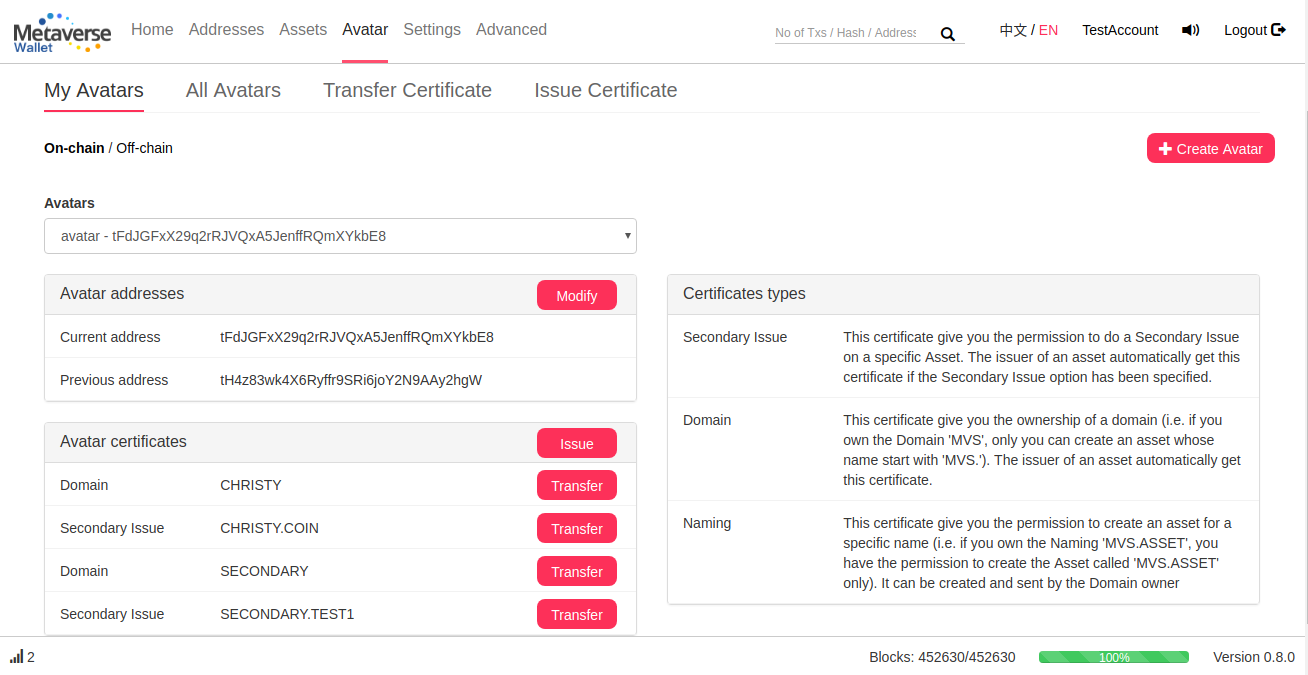 Metaverse
Wallet
Home Addresses Assets Avatar Settings Advanced
No of Txs / Hash / Address
中文 / EN TestAccount Logout
My Avatars All Avatars Transfer Certificate Issue Certificate
On-chain / Off-chain
Create Avatar
Avatars
avatar - tFdJGFxX29q2rRJVQxA5JenffRQmXYkbE8
Avatar addresses Modify
Current address tFdJGFxX29q2rRJVQxA5JenffRQmXYkbE8
Previous address tH4z83wk4X6Ryffr9SRi6joY2N9AAy2hgW
Avatar certificates Issue
Domain CHRISTY Transfer
Secondary Issue CHRISTY.COIN Transfer
Domain SECONDARY Transfer
Secondary Issue SECONDARY.TEST1 Transfer
Certificates types
Secondary Issue This certificate give you the permission to do a Secondary Issue
on a specific Asset. The issuer of an asset automatically get this
certificate if the Secondary Issue option has been specified.
Domain This certificate give you the ownership of a domain (i.e. if you
own the Domain 'MVS', only you can create an asset whose
name start with 'MVS.'). The issuer of an asset automatically get
this certificate.
Naming This certificate give you the permission to create an asset for a
specific name (i.e. if you own the Naming 'MVS.ASSET', you
have the permission to create the Asset called 'MVS.ASSET'
only). It can be created and sent by the Domain owner
2
Blocks: 452630/452630 100% Version 0.8.0